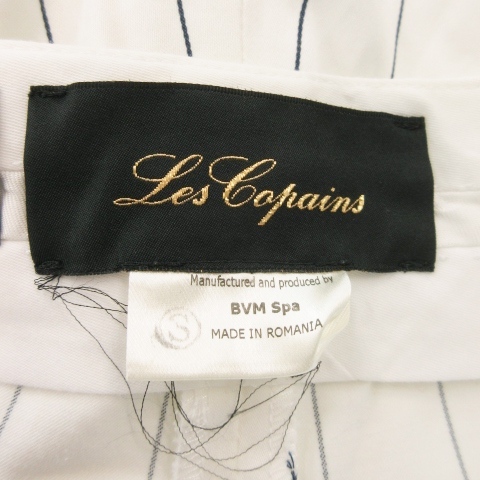 Les Copains
Manufactured and produced by
BVM Spa
S
MADE IN ROMANIA